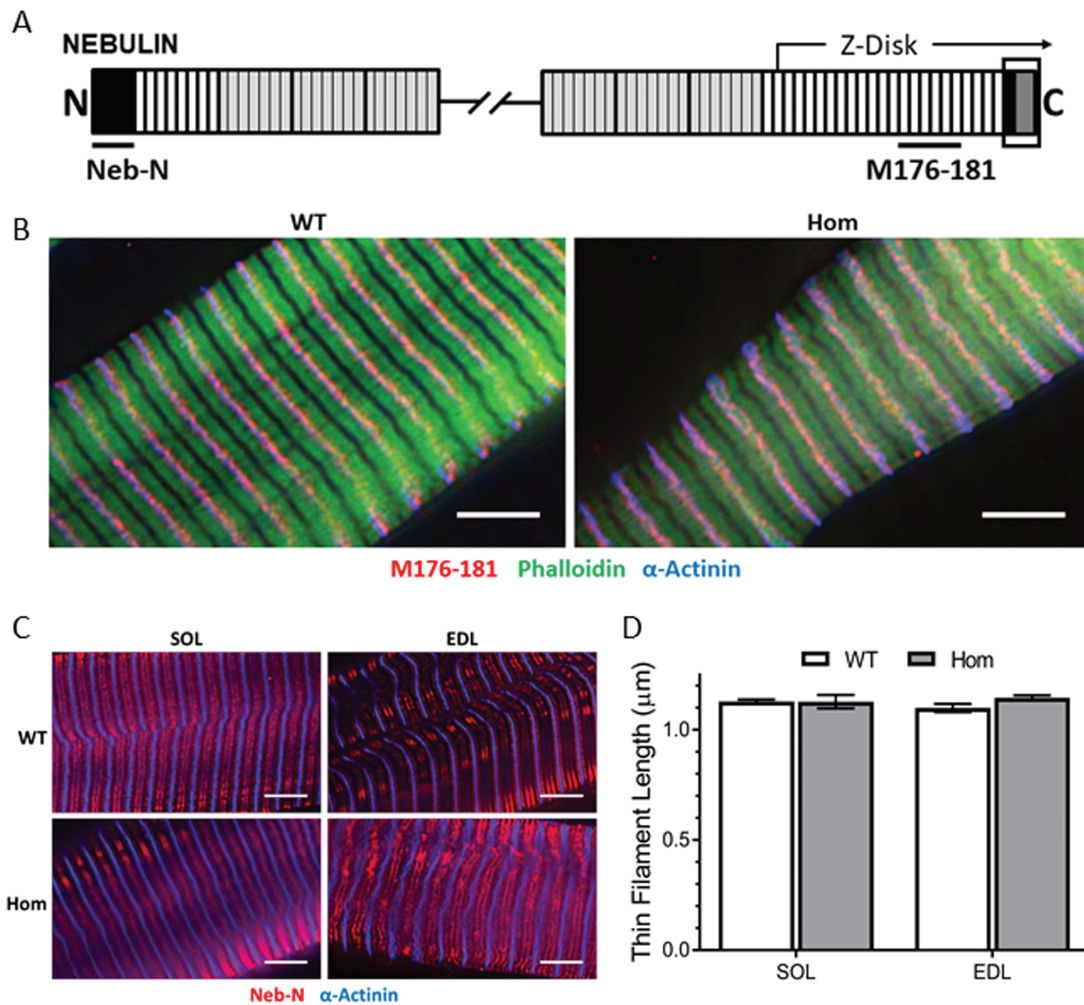 A
NEBULIN
Z-Disk
N
C
Neb-N
M176-181
B
WT
Hom
M176-181 Phalloidin α-Actinin
C
SOL
EDL
WT
Hom
Neb-N α-Actinin
D
WT
Hom
Thin Filament Length (μm)
1.0
0.5
0.0
SOL
EDL